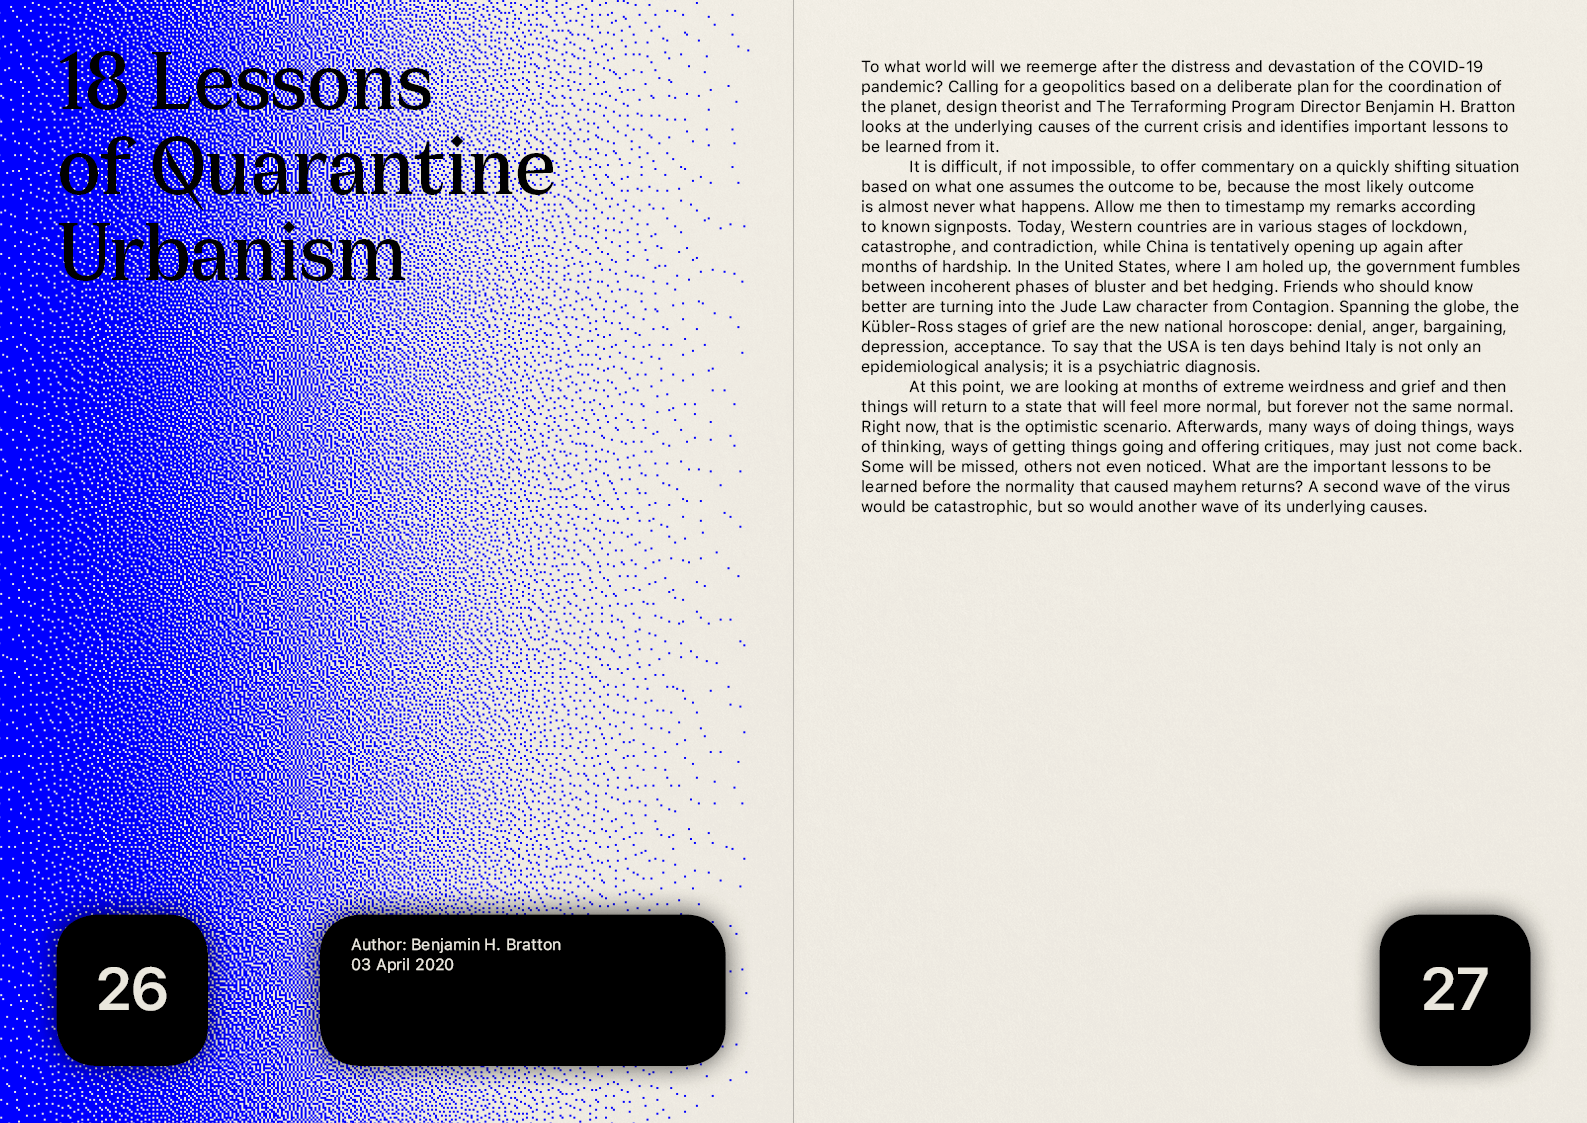 18 Lessons
of Quarantine
Urbanism
26
Author: Benjamin H. Bratton
03 April 2020
To what world will we reemerge after the distress and devastation of the COVID-19
pandemic? Calling for a geopolitics based on a deliberate plan for the coordination of
the planet, design theorist and The Terraforming Program Director Benjamin H. Bratton
looks at the underlying causes of the current crisis and identifies important lessons to
be learned from it.
It is difficult, if not impossible, to offer commentary on a quickly shifting situation
based on what one assumes the outcome to be, because the most likely outcome
is almost never what happens. Allow me then to timestamp my remarks according
to known signposts. Today, Western countries are in various stages of lockdown,
catastrophe, and contradiction, while China is tentatively opening up again after
months of hardship. In the United States, where I am holed up, the government fumbles
between incoherent phases of bluster and bet hedging. Friends who should know
better are turning into the Jude Law character from Contagion. Spanning the globe, the
Kübler-Ross stages of grief are the new national horoscope: denial, anger, bargaining,
depression, acceptance. To say that the USA is ten days behind Italy is not only an
epidemiological analysis; it is a psychiatric diagnosis.
At this point, we are looking at months of extreme weirdness and grief and then
things will return to a state that will feel more normal, but forever not the same normal.
Right now, that is the optimistic scenario. Afterwards, many ways of doing things, ways
of thinking, ways of getting things going and offering critiques, may just not come back.
Some will be missed, others not even noticed. What are the important lessons to be
learned before the normality that caused mayhem returns? A second wave of the virus
would be catastrophic, but so would another wave of its underlying causes.
27